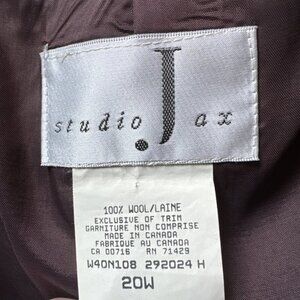 studio Jax
100% WOOL/LAINE
EXCLUSIVE OF TRIM
GARNITURE NON COMPRISE
MADE IN CANADA
FABRIQUE AU CANADA
CA 00716 RN 71429
W40N108 292024 H
20W